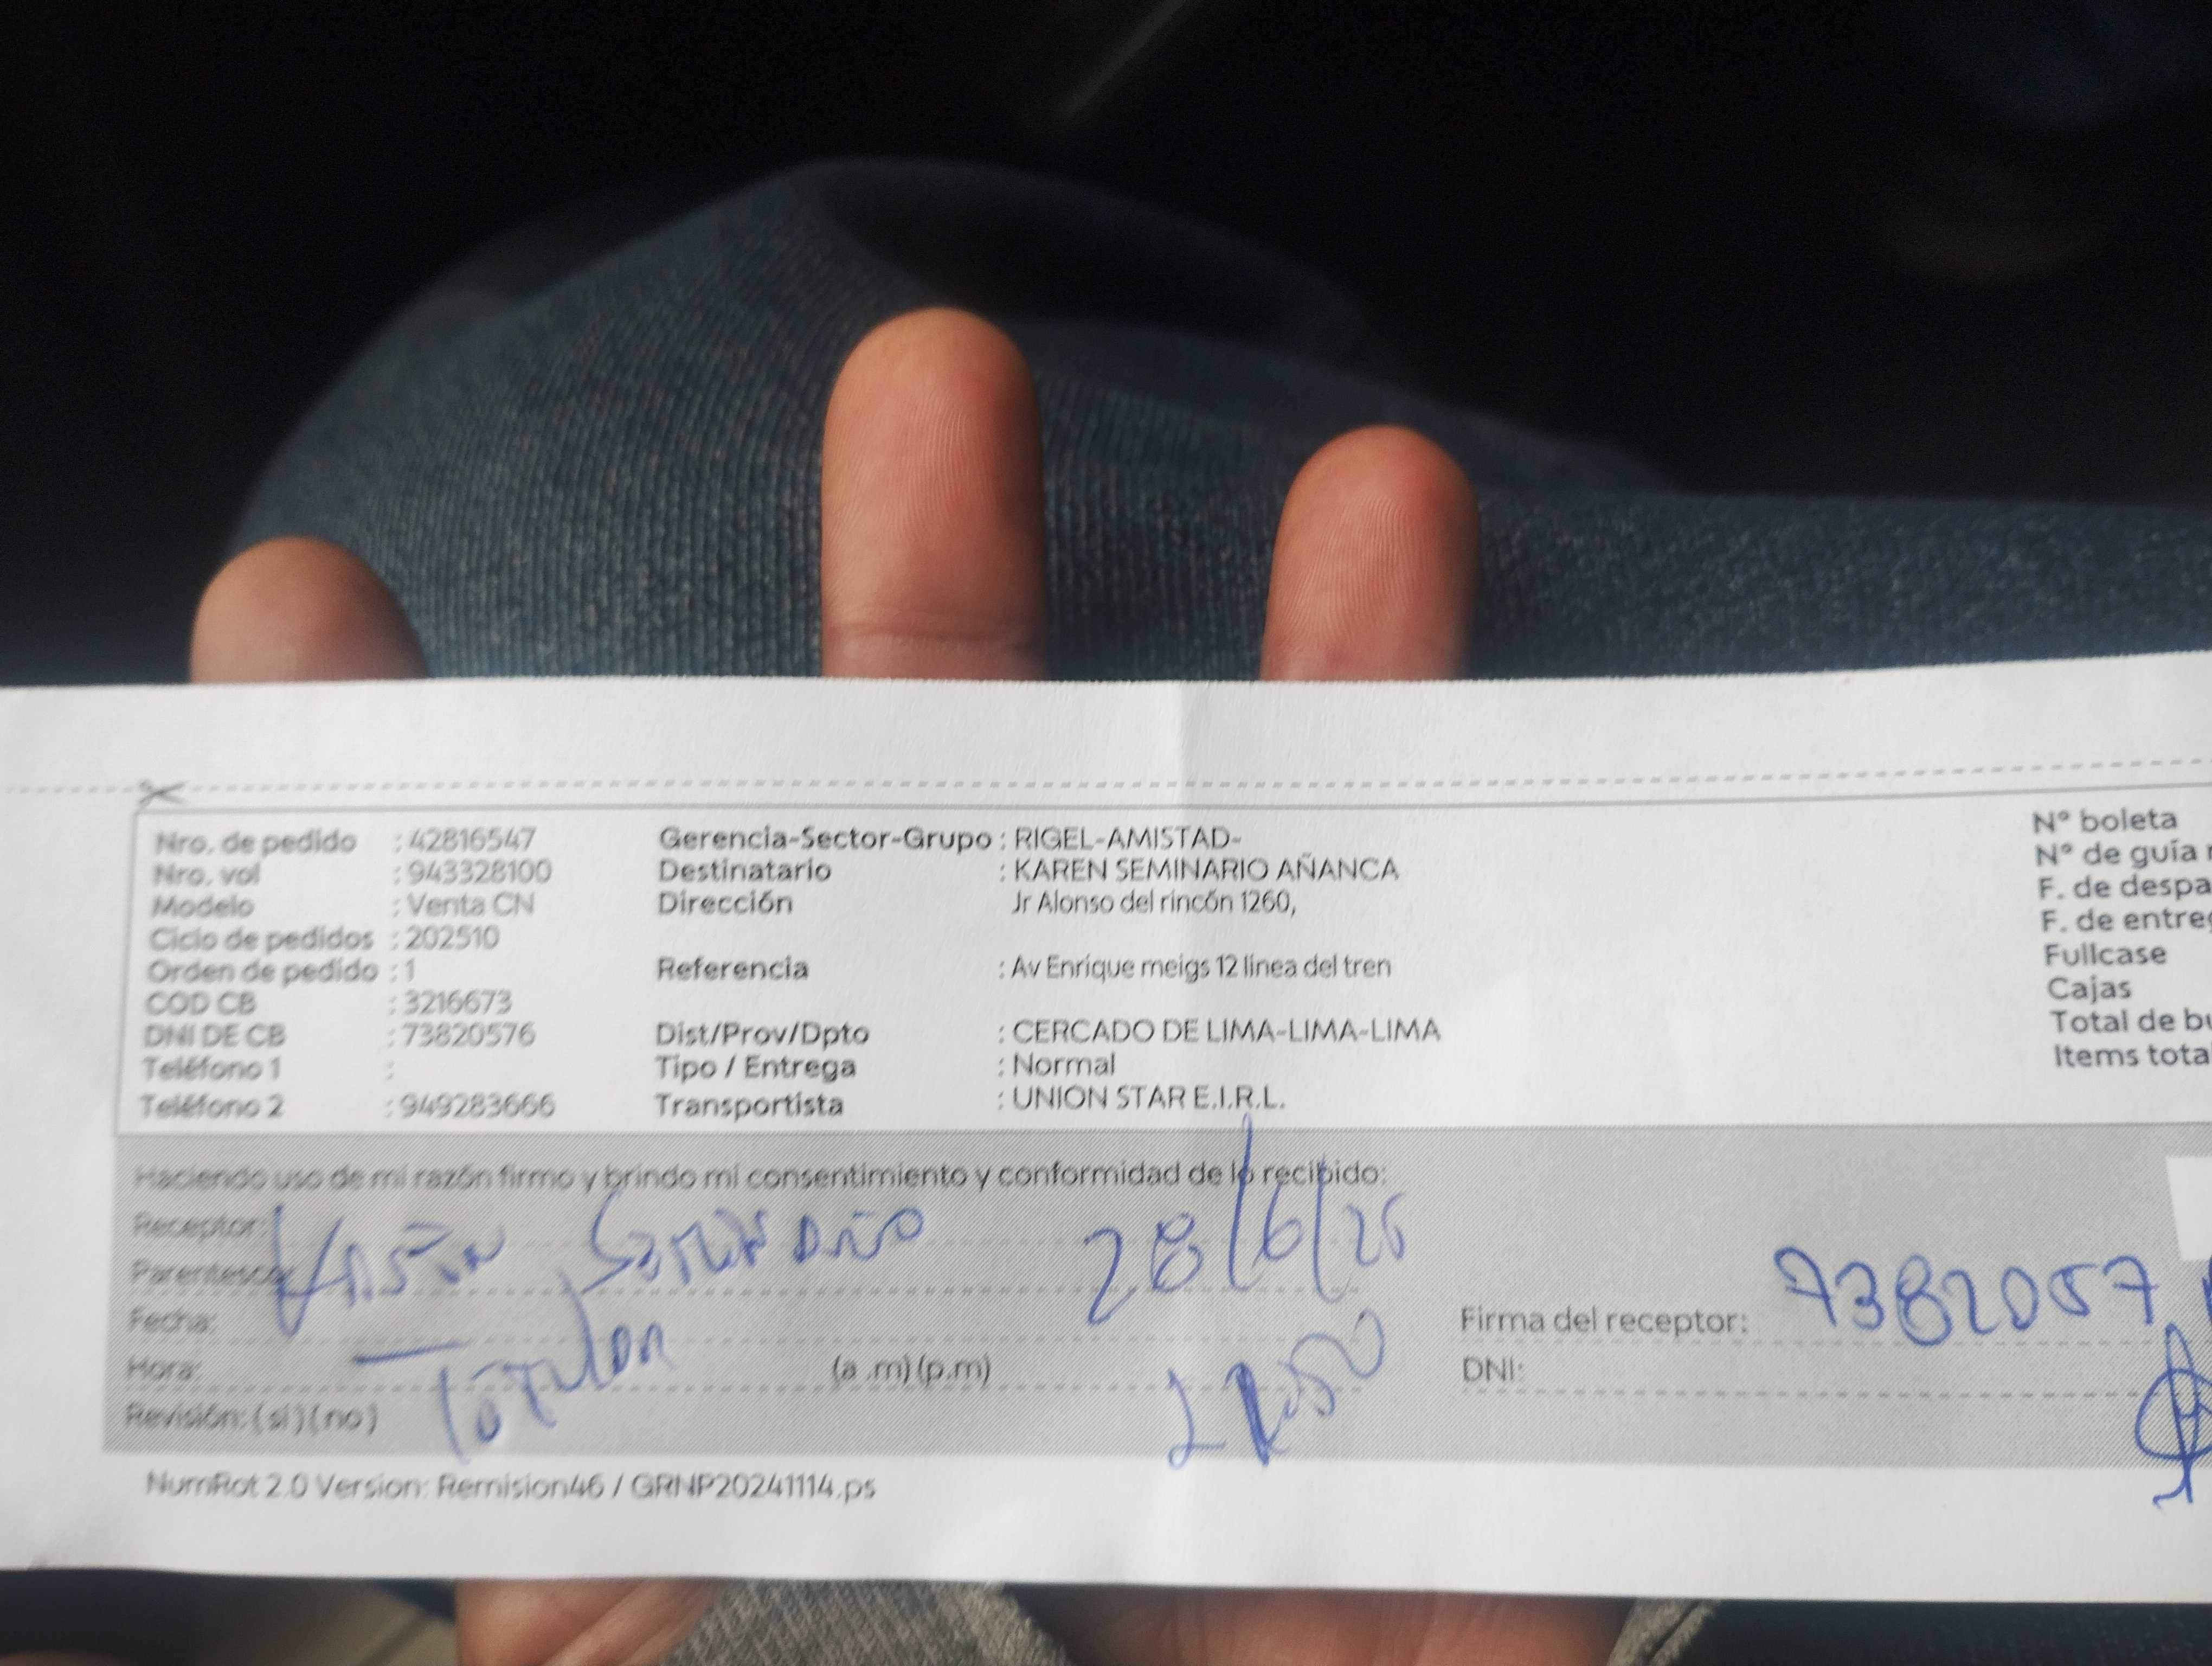 Nro. de pedido : 42816547 Gerencia-Sector-Grupo : RIGEL-AMISTAD- N° boleta
Nro. vol : 943328100 Destinatario : KAREN SEMINARIO AÑANCA N° de guía
Modelo : Venta CN Dirección Jr Alonso del rincón 1260, F. de despa
Ciclo de pedidos : 202510 F. de entre
Orden de pedido : 1 Referencia : Av Enrique meigs 12 linea del tren Fullcase
COD CB : 3216673 Cajas
DNI DE CB : 73820576 Dist/Prov/Dpto : CERCADO DE LIMA-LIMA-LIMA Total de bu
Teléfono 1 : Tipo / Entrega : Normal Items tota
Teléfono 2 : 949283666 Transportista : UNION STAR E.I.R.L.
Haciendo uso de mi razón firmo y brindo mi consentimiento y conformidad de lo recibido:
Receptor:
Parentesco: 28/6/25
Fecha: Firma del receptor: 7382057
Hora: (a .m) (p.m) DNI:
Revisión: (si) (no)
NumRot 2.0 Version: Remision46 / GRNP20241114.ps